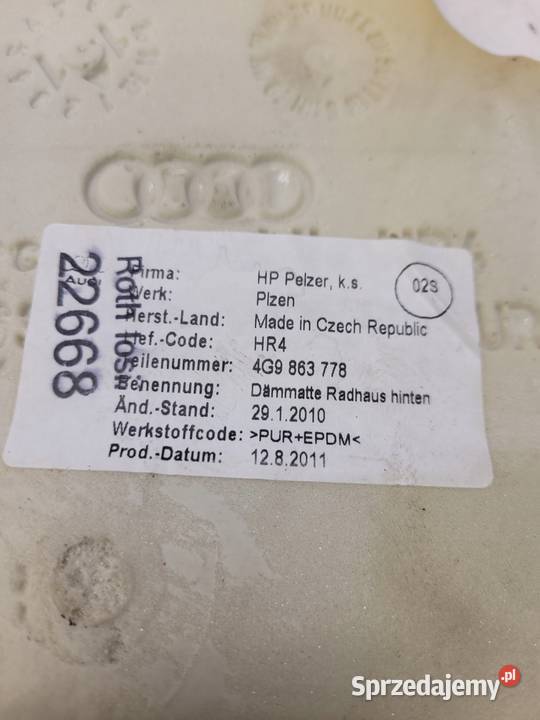 Firma: HP Pelzer, k.s. 02S
Werk: Plzen
Herst.-Land: Made in Czech Republic
Lief.-Code: HR4
Teilenummer: 4G9 863 778
Benennung: Dämmatte Radhaus hinten
Änd.-Stand: 29.1.2010
Werkstoffcode: >PUR+EPDM<
Prod.-Datum: 12.8.2011
22668
AUDI
Sprzedajemy.pl